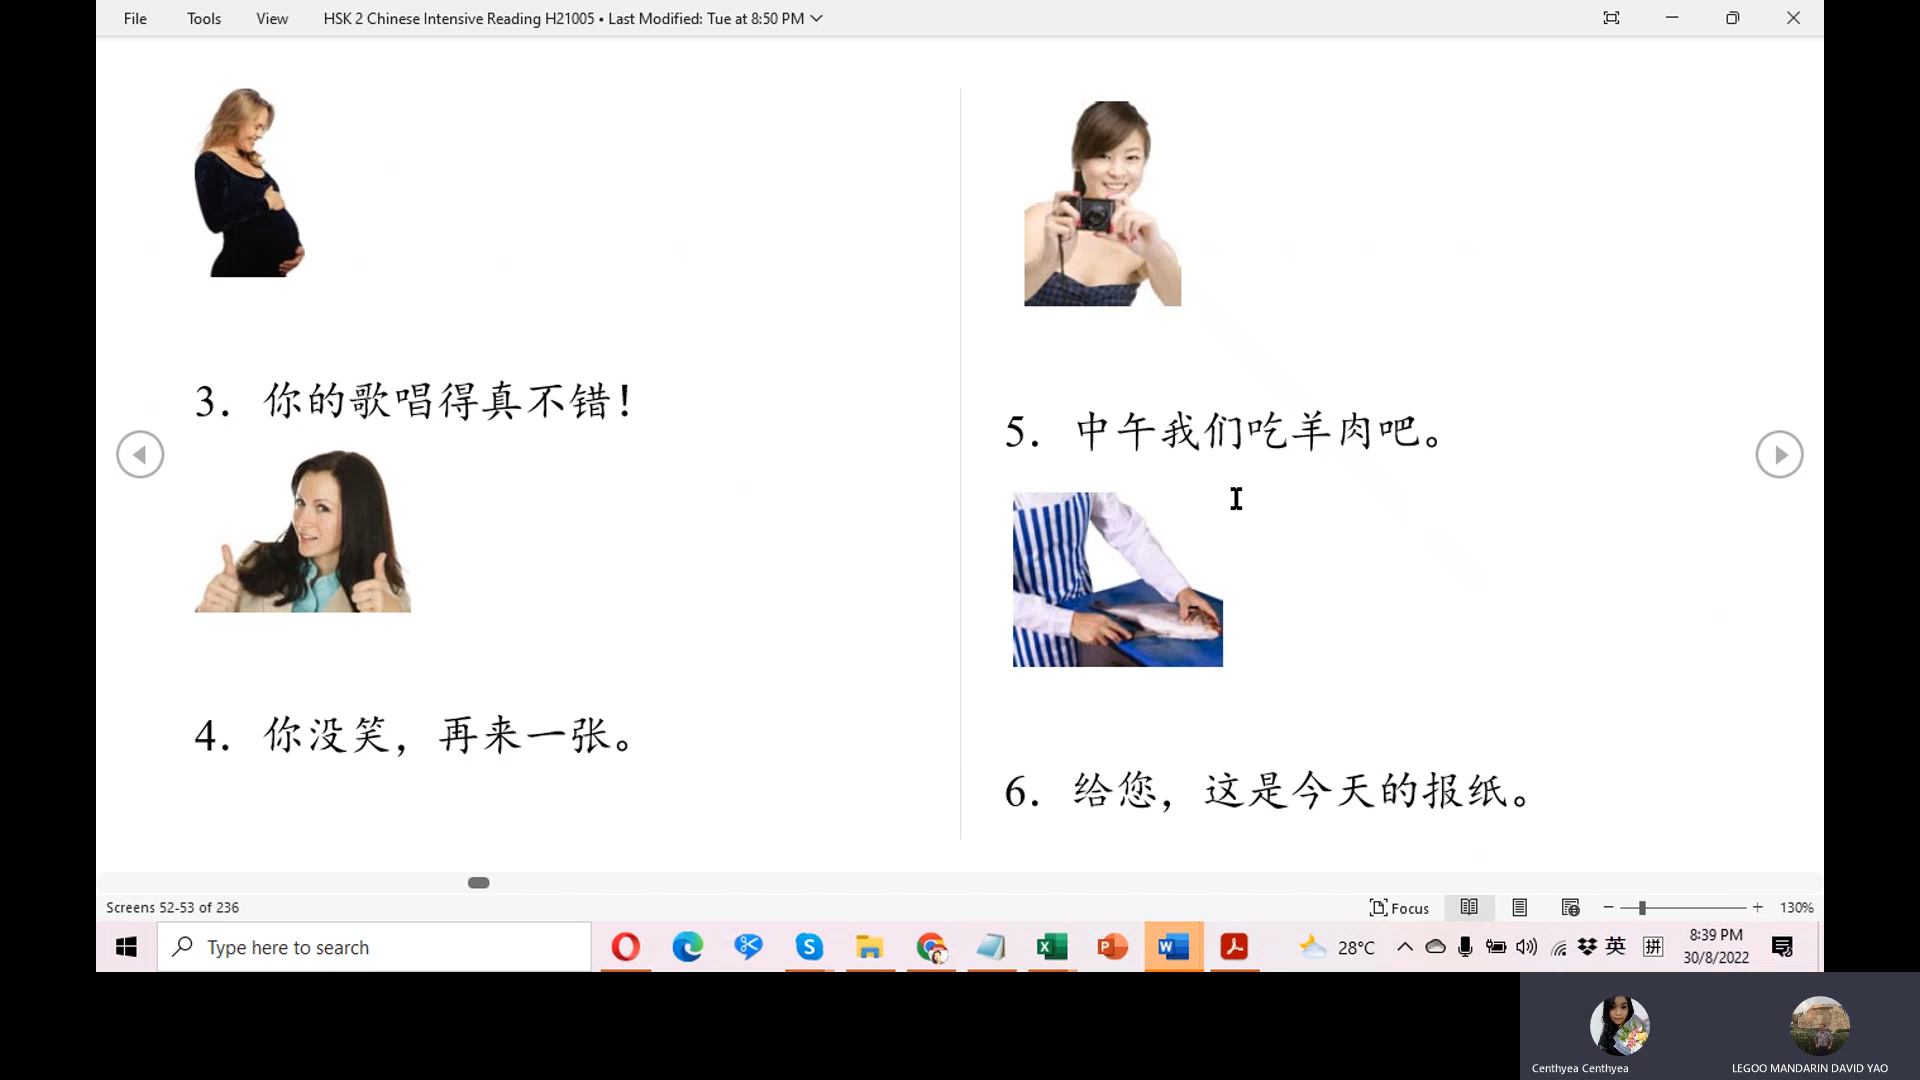 File Tools View HSK 2 Chinese Intensive Reading H21005 • Last Modified: Tue at 8:50 PM
3. 你的歌唱得真不错！
4. 你没笑，再来一张。
5. 中午我们吃羊肉吧。
6. 给您，这是今天的报纸。
Screens 52-53 of 236
Focus
130%
Type here to search
28°C
英
拼
8:39 PM
30/8/2022
Centhyea Centhyea
LEGOO MANDARIN DAVID YAO